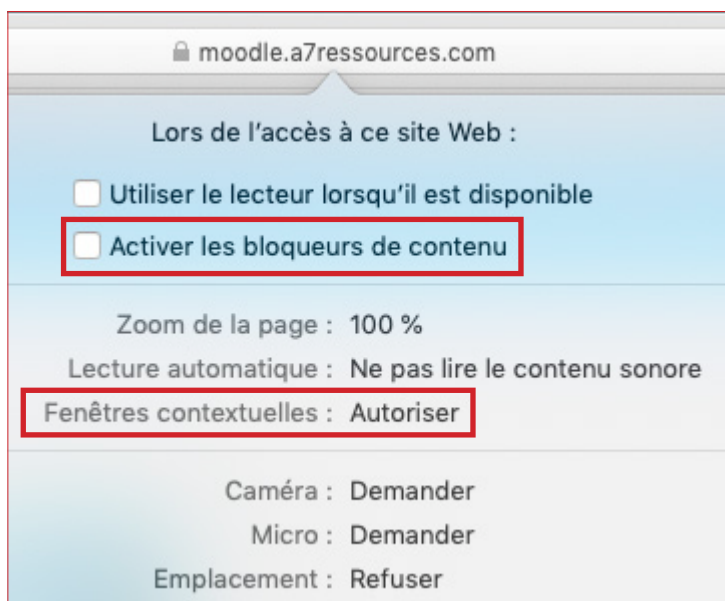 moodle.a7ressources.com
Lors de l'accès à ce site Web :
Utiliser le lecteur lorsqu'il est disponible
Activer les bloqueurs de contenu
Zoom de la page : 100 %
Lecture automatique : Ne pas lire le contenu sonore
Fenêtres contextuelles : Autoriser
Caméra : Demander
Micro : Demander
Emplacement : Refuser